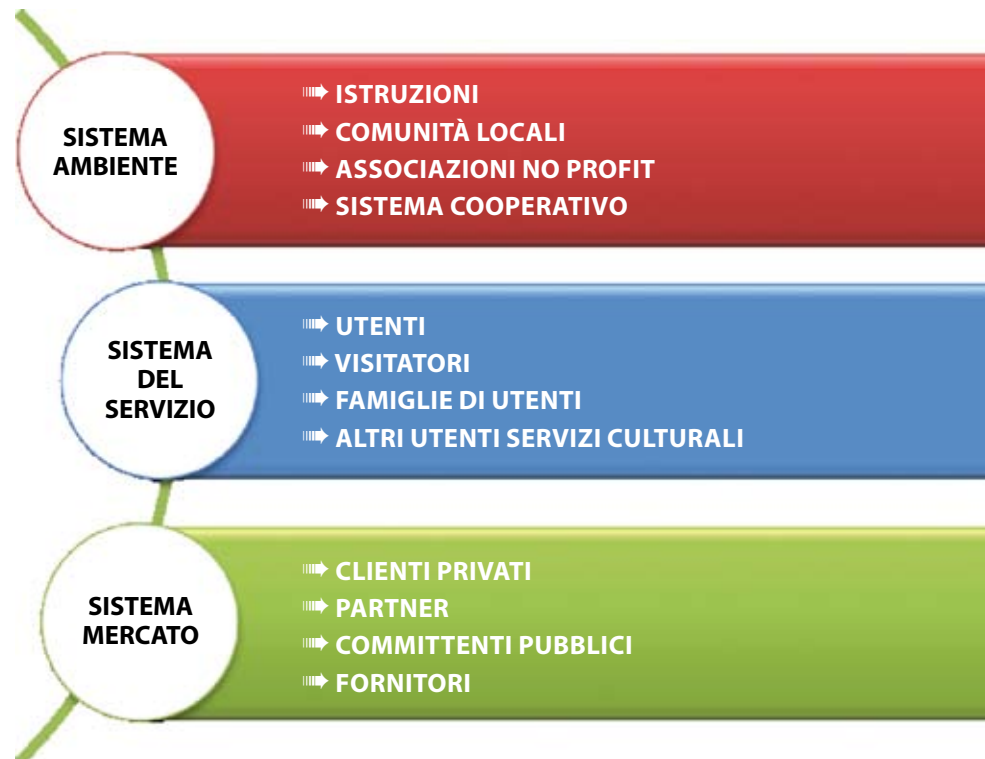 SISTEMA
AMBIENTE
ISTRUZIONI
COMUNITÀ LOCALI
ASSOCIAZIONI NO PROFIT
SISTEMA COOPERATIVO
SISTEMA
DEL
SERVIZIO
UTENTI
VISITATORI
FAMIGLIE DI UTENTI
ALTRI UTENTI SERVIZI CULTURALI
SISTEMA
MERCATO
CLIENTI PRIVATI
PARTNER
COMMITTENTI PUBBLICI
FORNITORI